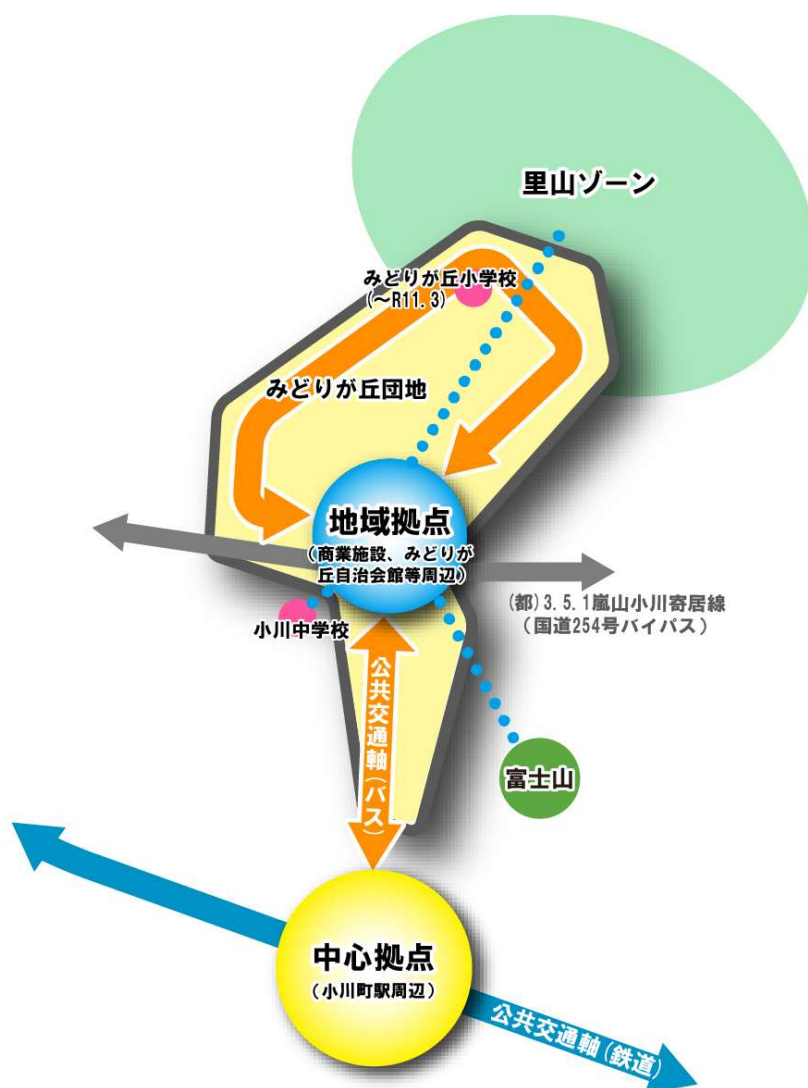 里山ゾーン
みどりが丘小学校
(～R11.3)
みどりが丘団地
地域拠点
(商業施設、みどりが
丘自治会館等周辺)
(都)3.5.1嵐山小川寄居線
(国道254号バイパス)
小川中学校
公共交通軸(バス)
富士山
中心拠点
(小川町駅周辺)
公共交通軸(鉄道)